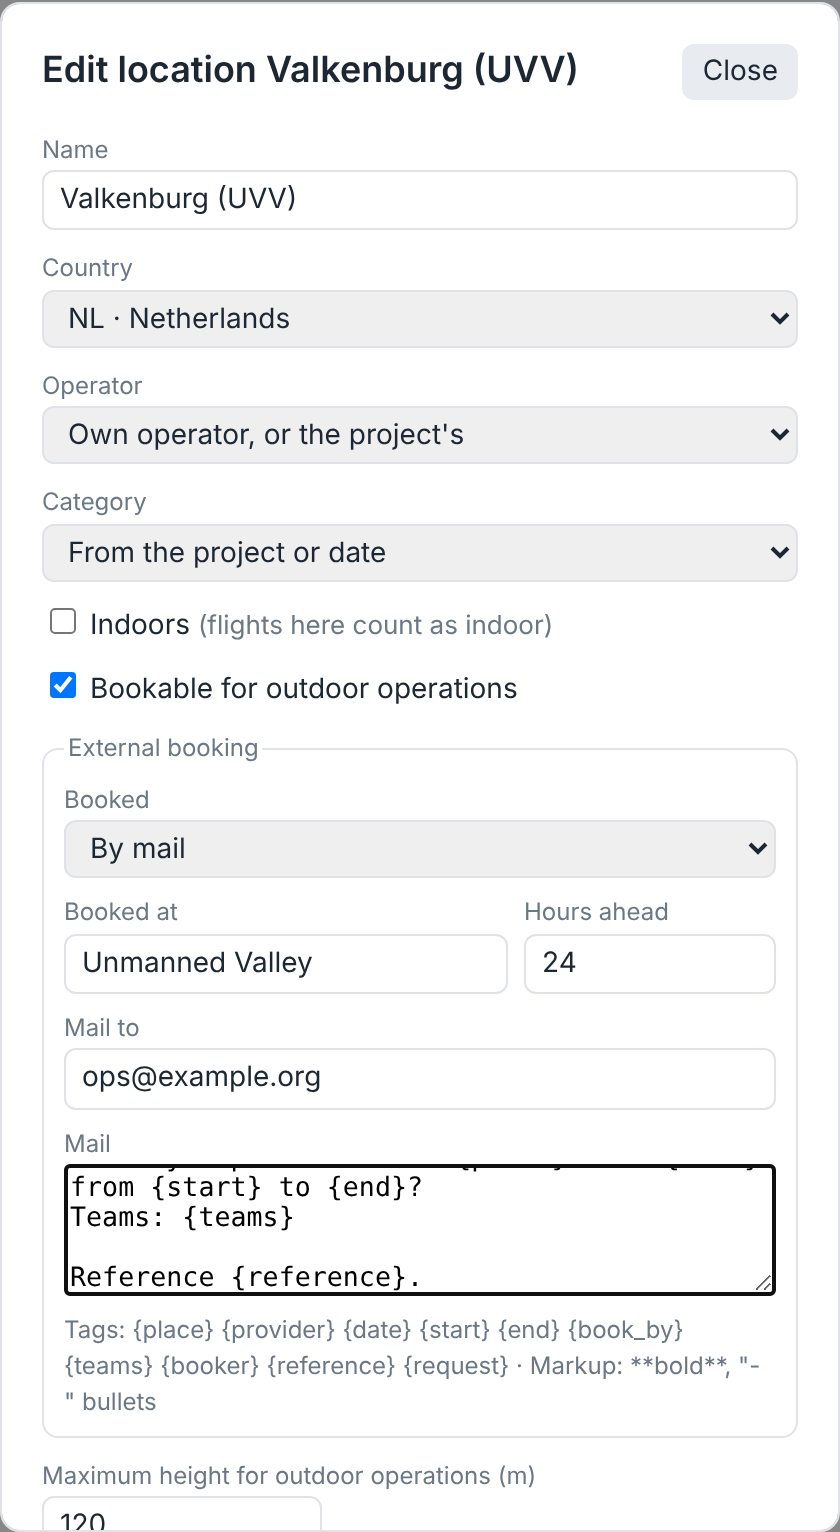 Edit location Valkenburg (UVV)
Close
Name
Valkenburg (UVV)
Country
NL · Netherlands
Operator
Own operator, or the project's
Category
From the project or date
Indoors (flights here count as indoor)
Bookable for outdoor operations
External booking
Booked
By mail
Booked at
Hours ahead
Unmanned Valley
24
Mail to
ops@example.org
Mail
from {start} to {end}?
Teams: {teams}
Reference {reference}.
Tags: {place} {provider} {date} {start} {end} {book_by}
{teams} {booker} {reference} {request} · Markup: **bold**, "-
" bullets
Maximum height for outdoor operations (m)
120